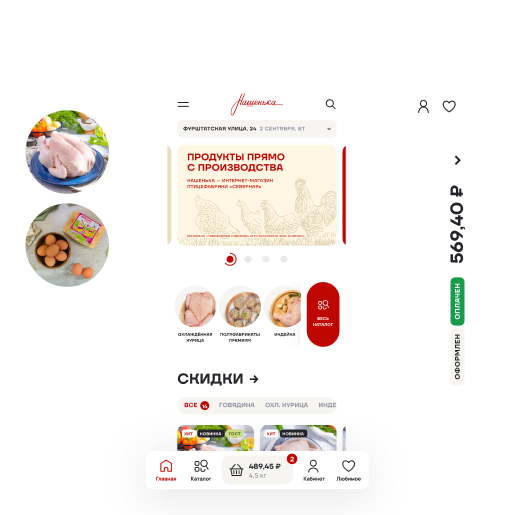 Нашенька
ФУРШТАТСКАЯ УЛИЦА, 24 2 СЕНТЯБРЯ, ВТ
ПРОДУКТЫ ПРЯМО
С ПРОИЗВОДСТВА
НАШЕНЬКА — ИНТЕРНЕТ-МАГАЗИН
ПТИЦЕФАБРИКИ «СЕВЕРНАЯ»
ОХЛАЖДЁННАЯ
КУРИЦА
ПОЛУФАБРИКАТЫ
ПРЕМИУМ
ИНДЕЙКА
ВЕСЬ
КАТАЛОГ
СКИДКИ →
ВСЕ 14 ГОВЯДИНА ОХЛ. КУРИЦА ИНДЕ
ХИТ НОВИНКА ГОСТ
ХИТ НОВИНКА
Главная
Каталог
489,45 ₽
4,5 кг
2
Кабинет
Любимое
569,40 ₽
ОПЛАЧЕН
ОФОРМЛЕН